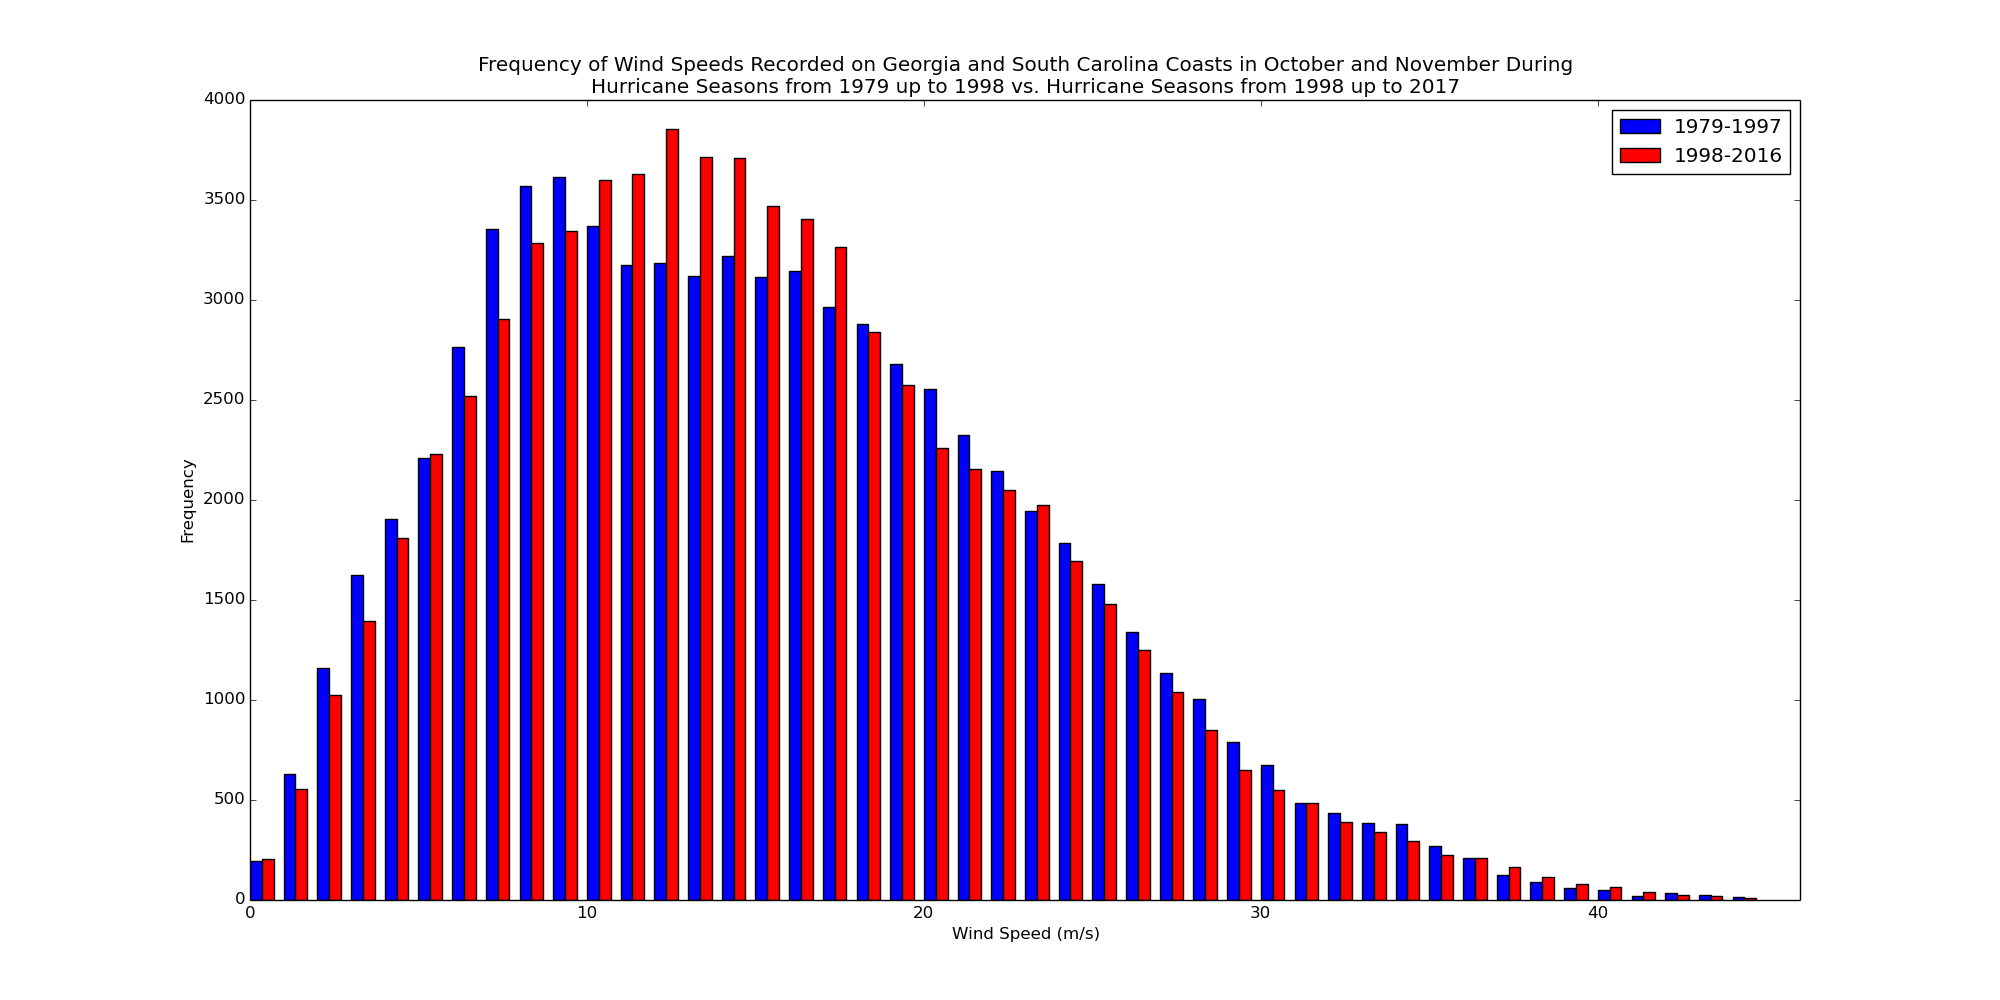 Frequency of Wind Speeds Recorded on Georgia and South Carolina Coasts in October and November During
Hurricane Seasons from 1979 up to 1998 vs. Hurricane Seasons from 1998 up to 2017
1979-1997
1998-2016
4000
3500
3000
2500
2000
1500
1000
500
0
Frequency
0 10 20 30 40
Wind Speed (m/s)